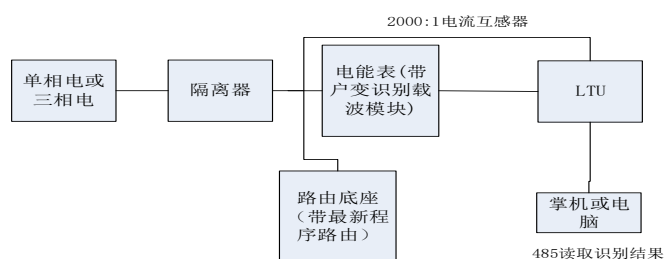 2000:1电流互感器
单相电或
三相电
隔离器
电能表(带
户变识别载
波模块)
LTU
路由底座
（带最新程
序路由）
掌机或电
脑
485读取识别结果